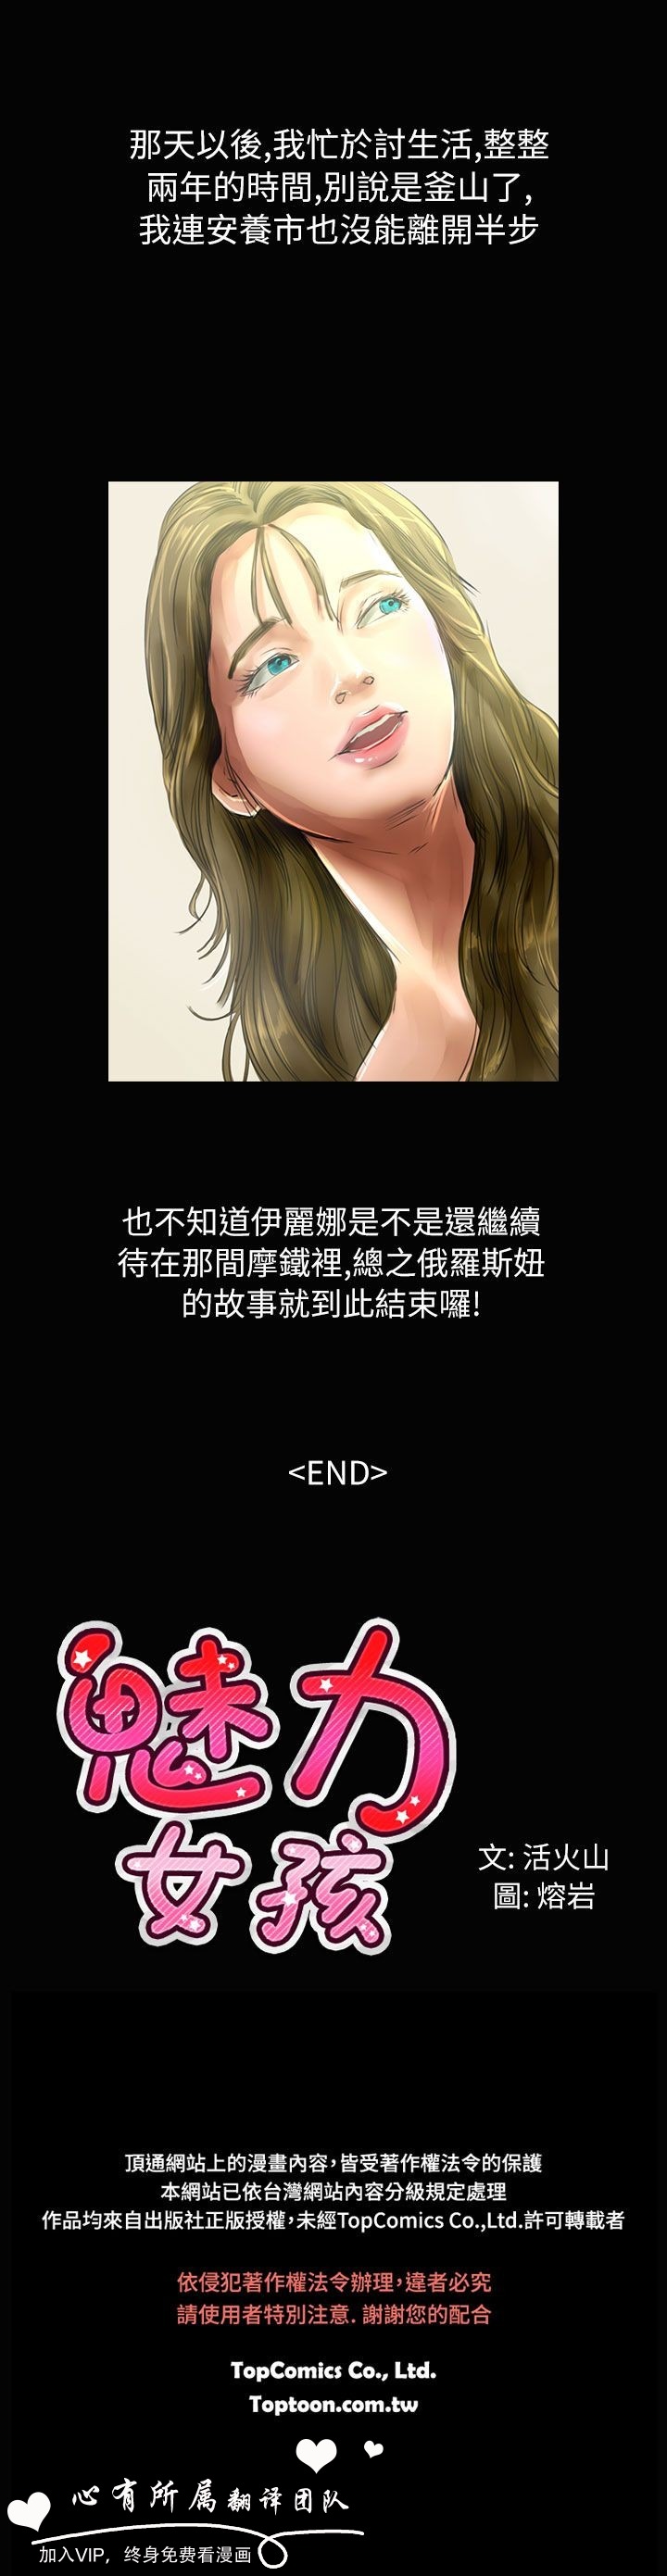 那天以後,我忙於討生活,整整
兩年的時間,別說是釜山了,
我連安養市也沒能離開半步
也不知道伊麗娜是不是還繼續
待在那間摩鐵裡,總之俄羅斯妞
的故事就到此結束囉!
<END>
魅力
女孩
文: 活火山
圖: 熔岩
頂通網站上的漫畫內容,皆受著作權法令的保護
本網站已依台灣網站內容分級規定處理
作品均來自出版社正版授權,未經TopComics Co.,Ltd.許可轉載者
依侵犯著作權法令辦理,違者必究
請使用者特別注意. 謝謝您的配合
TopComics Co., Ltd.
Toptoon.com.tw
心有所属翻译团队
加入VIP, 终身免费看漫画